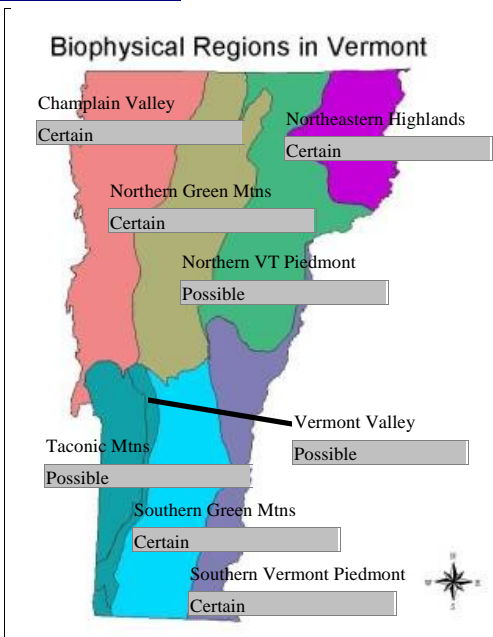 Biophysical Regions in Vermont
Champlain Valley
Certain
Northeastern Highlands
Certain
Northern Green Mtns
Certain
Northern VT Piedmont
Possible
Vermont Valley
Possible
Taconic Mtns
Possible
Southern Green Mtns
Certain
Southern Vermont Piedmont
Certain
N
W E
S